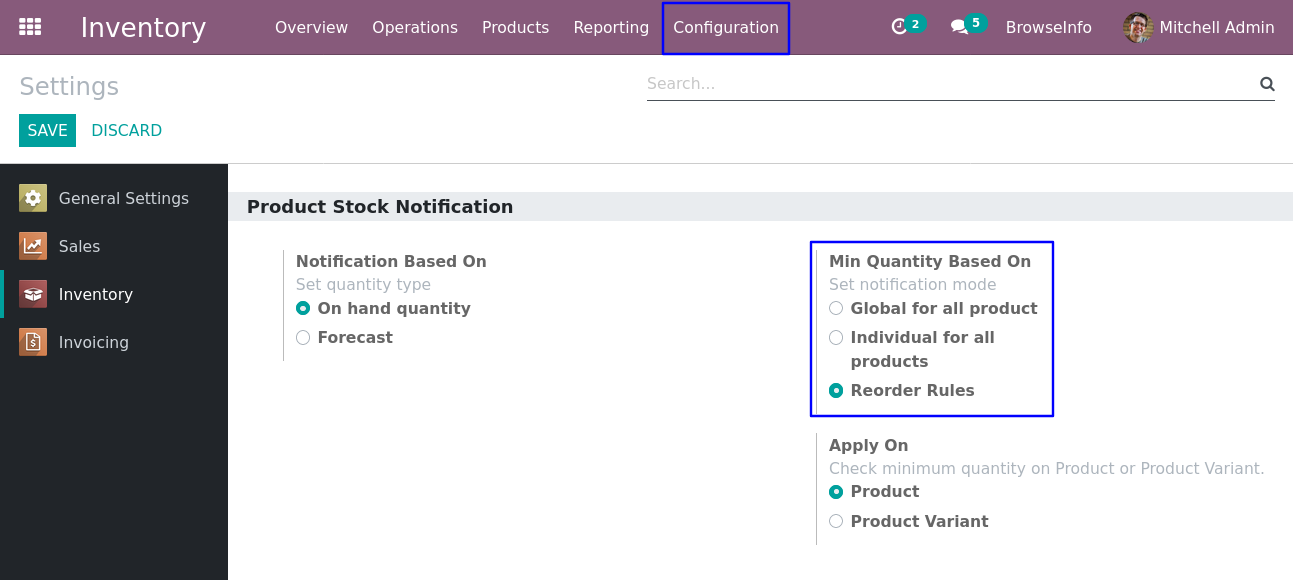 Inventory Overview Operations Products Reporting Configuration 2 5 BrowseInfo Mitchell Admin
Settings
Search...
SAVE DISCARD
General Settings
Sales
Inventory
Invoicing
Product Stock Notification
Notification Based On
Set quantity type
On hand quantity
Forecast
Min Quantity Based On
Set notification mode
Global for all product
Individual for all
products
Reorder Rules
Apply On
Check minimum quantity on Product or Product Variant.
Product
Product Variant